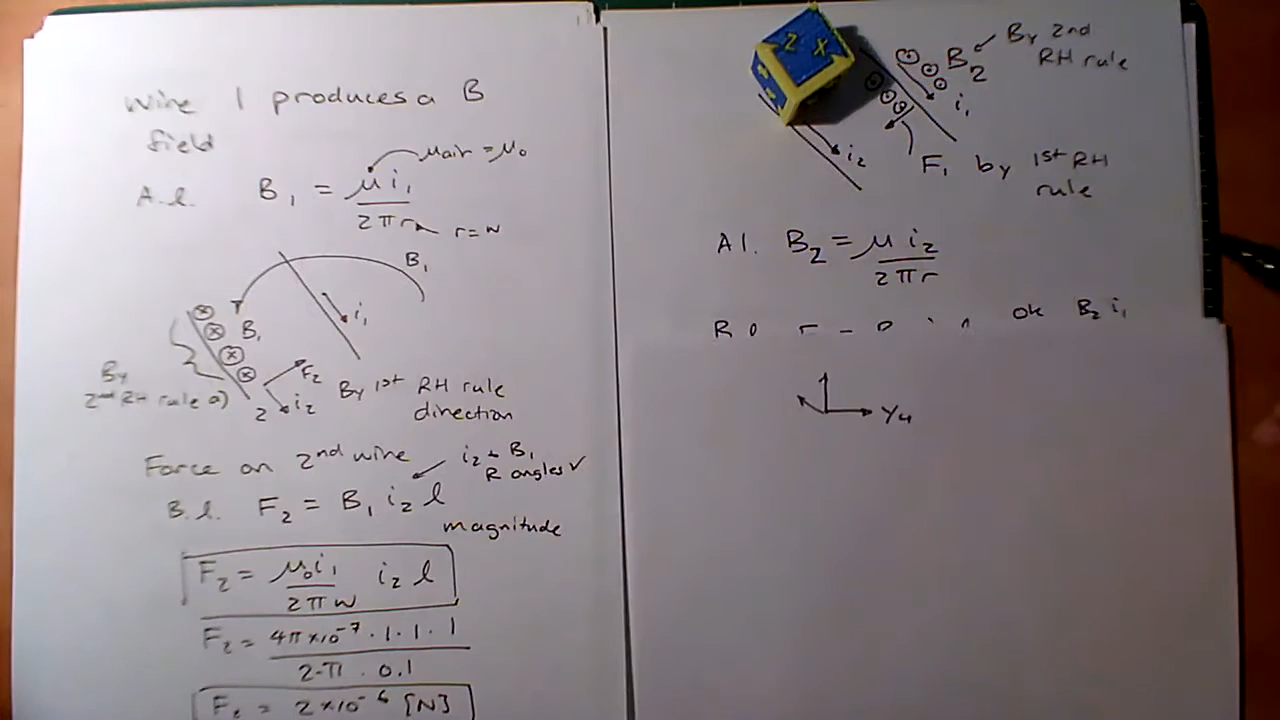 Wire 1 produces a B
field
μair = μ0
A.1. B1 = μ i1 / 2πr
r = w
B1
i1
B1
F2
By
2nd RH rule a)
2
i2
By 1st RH rule
direction
Force on 2nd wire
i2 + B1
R angles ✓
B.1. F2 = B1 i2 l
magnitude
F2 = μ0 i1 / 2πw i2 l
F2 = 4π×10^-7 · 1 · 1 · 1 / 2·π · 0.1
F2 = 2×10^-6 [N]
Z X
By 2nd
RH rule
B2
i1
i2
F1 by 1st RH
rule
A1. B2 = μ i2 / 2πr
ok B2 i1